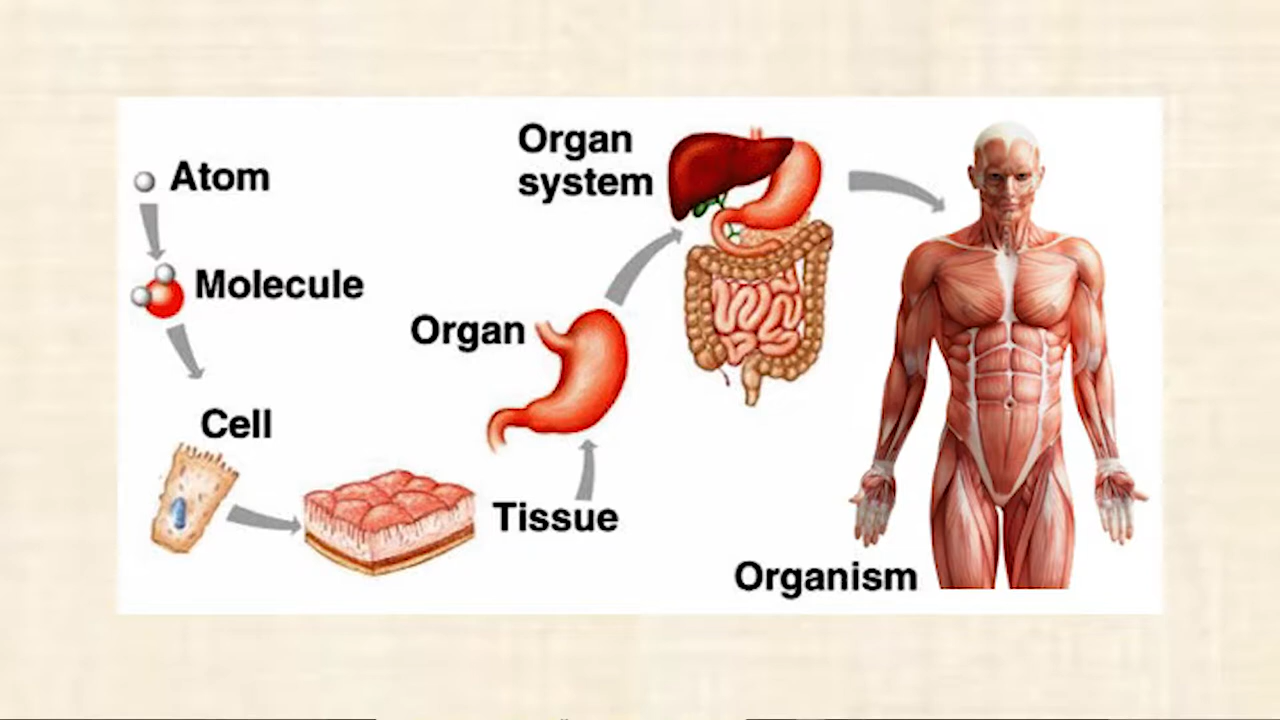 Atom
Molecule
Cell
Tissue
Organ
Organ
system
Organism